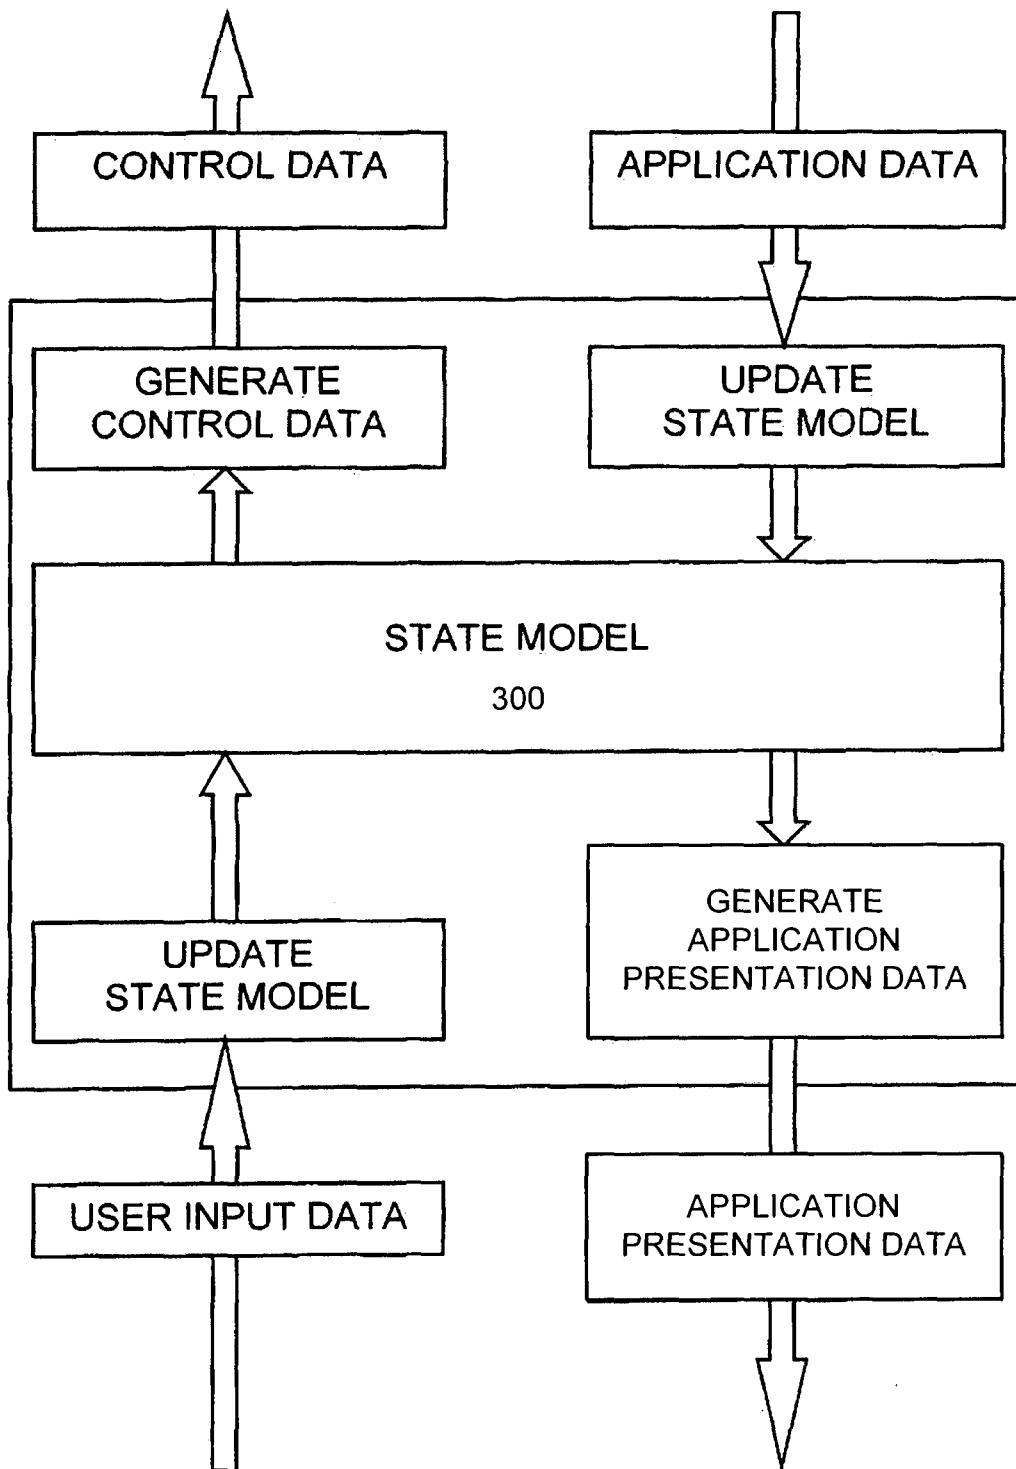 CONTROL DATA
APPLICATION DATA
GENERATE
CONTROL DATA
UPDATE
STATE MODEL
STATE MODEL
300
UPDATE
STATE MODEL
GENERATE
APPLICATION
PRESENTATION DATA
USER INPUT DATA
APPLICATION
PRESENTATION DATA